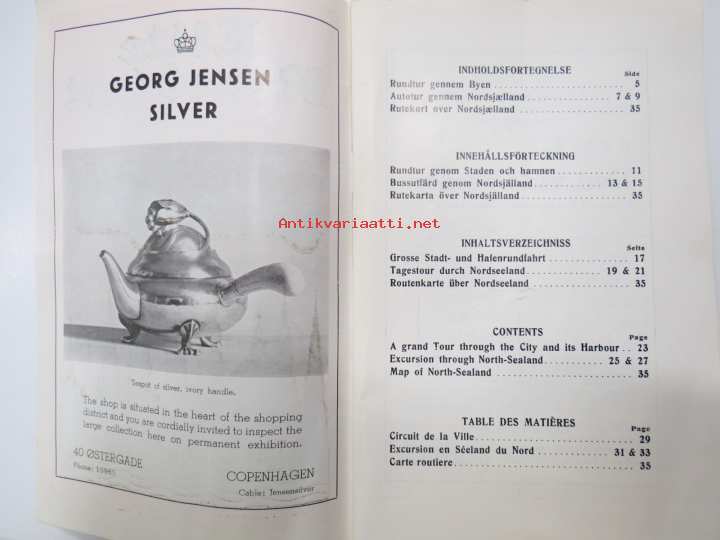 GEORG JENSEN
SILVER
Teapot of silver, ivory handle.
The shop is situated in the heart of the shopping
district and you are cordially invited to inspect the
large collection here on permanent exhibition.
40 ØSTERGADE
COPENHAGEN
Cable: Jensensilver
Antikvariaatti.net
INDHOLDSFORTEGNELSE
Side
Rundtur gennem Byen 5
Autotur gennem Nordsjælland 7 & 9
Rutekort over Nordsjælland 35
INNEHÅLLSFÖRTECKNING
Rundtur genom Staden och hamnen 11
Bussutfärd genom Nordsjälland 13 & 15
Rutekarta över Nordsjälland 35
INHALTSVERZEICHNISS
Seite
Grosse Stadt- und Hafenrundfahrt 17
Tagestour durch Nordseeland 19 & 21
Routenkarte über Nordseeland 35
CONTENTS
Page
A grand Tour through the City and its Harbour 23
Excursion through North-Sealand 25 & 27
Map of North-Sealand 35
TABLE DES MATIÈRES
Page
Circuit de la Ville 29
Excursion en Séeland du Nord 31 & 33
Carte routiere 35